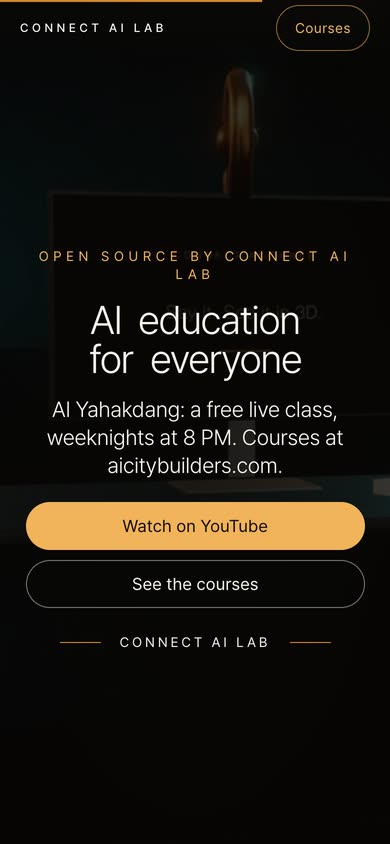 CONNECT AI LAB
Courses
OPEN SOURCE BY CONNECT AI
LAB
AI education
for everyone
AI Yahakdang: a free live class,
weeknights at 8 PM. Courses at
aicitybuilders.com.
Watch on YouTube
See the courses
CONNECT AI LAB